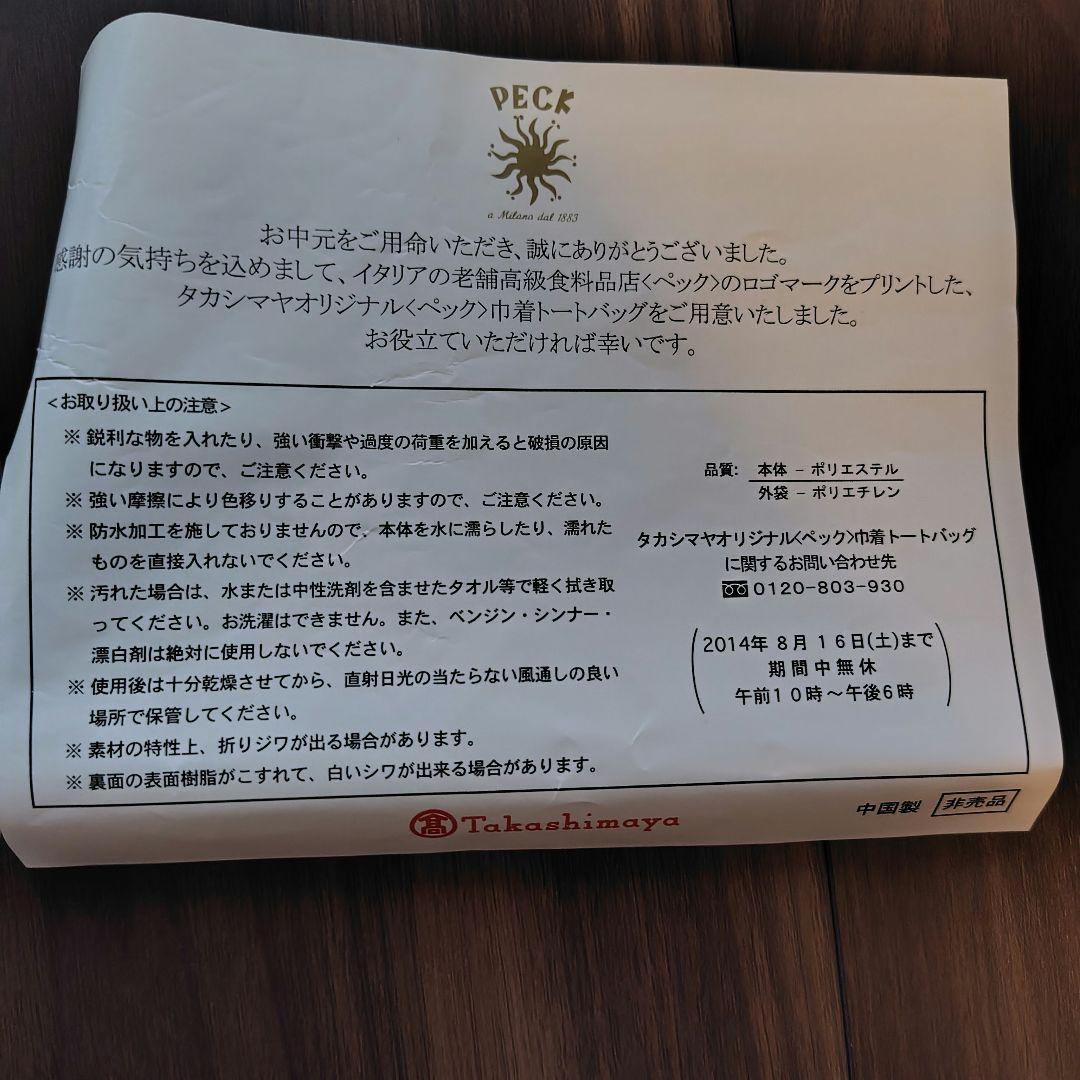 PECK
a Milano dal 1883
お中元をご用命いただき、誠にありがとうございました。
感謝の気持ちを込めまして、イタリアの老舗高級食料品店<ペック>のロゴマークをプリントした、
タカシマヤオリジナル<ペック>巾着トートバッグをご用意いたしました。
お役立ていただければ幸いです。
<お取り扱い上の注意>
※ 鋭利な物を入れたり、強い衝撃や過度の荷重を加えると破損の原因
になりますので、ご注意ください。
※ 強い摩擦により色移りすることがありますので、ご注意ください。
※ 防水加工を施しておりませんので、本体を水に濡らしたり、濡れた
ものを直接入れないでください。
※ 汚れた場合は、水または中性洗剤を含ませたタオル等で軽く拭き取
ってください。お洗濯はできません。また、ベンジン・シンナー・
漂白剤は絶対に使用しないでください。
※ 使用後は十分乾燥させてから、直射日光の当たらない風通しの良い
場所で保管してください。
※ 素材の特性上、折りジワが出る場合があります。
※ 裏面の表面樹脂がこすれて、白いシワが出来る場合があります。
品質: 本体 － ポリエステル
外袋 － ポリエチレン
タカシマヤオリジナル<ペック>巾着トートバッグ
に関するお問い合わせ先
0120-803-930
2014年 8月 16日(土)まで
期間中無休
午前10時～午後6時
髙Takashimaya
中国製 非売品